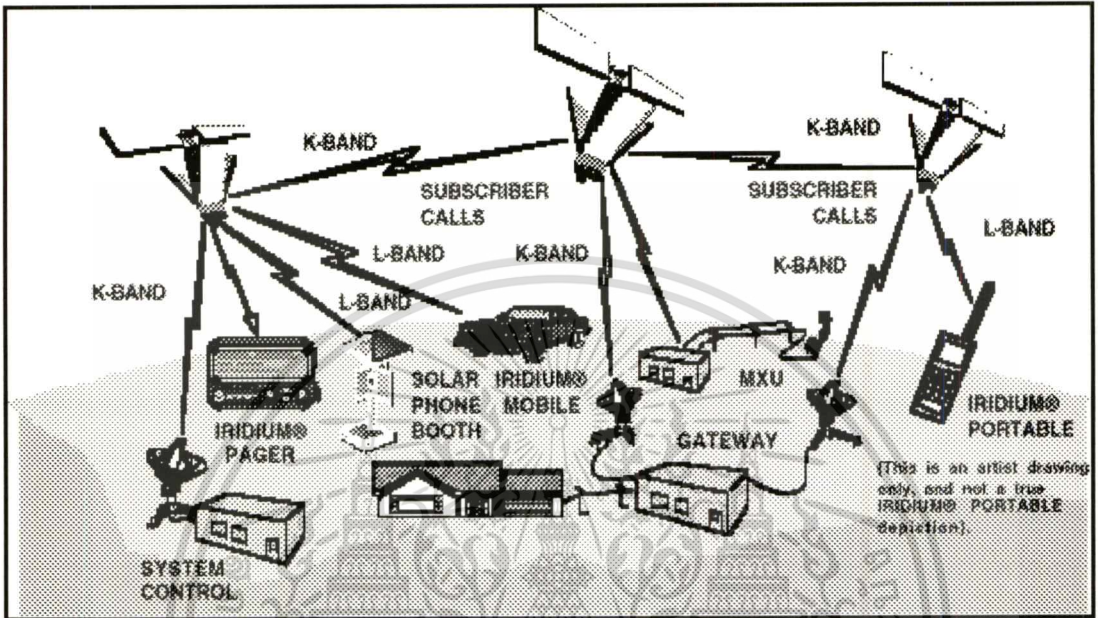 K-BAND
K-BAND
SUBSCRIBER
CALLS
SUBSCRIBER
CALLS
L-BAND
L-BAND
K-BAND
K-BAND
K-BAND
L-BAND
IRIDIUM®
PAGER
SOLAR
PHONE
BOOTH
IRIDIUM®
MOBILE
MXU
GATEWAY
IRIDIUM®
PORTABLE
(This is an artist drawing
only, and not a true
IRIDIUM® PORTABLE
depiction).
SYSTEM
CONTROL